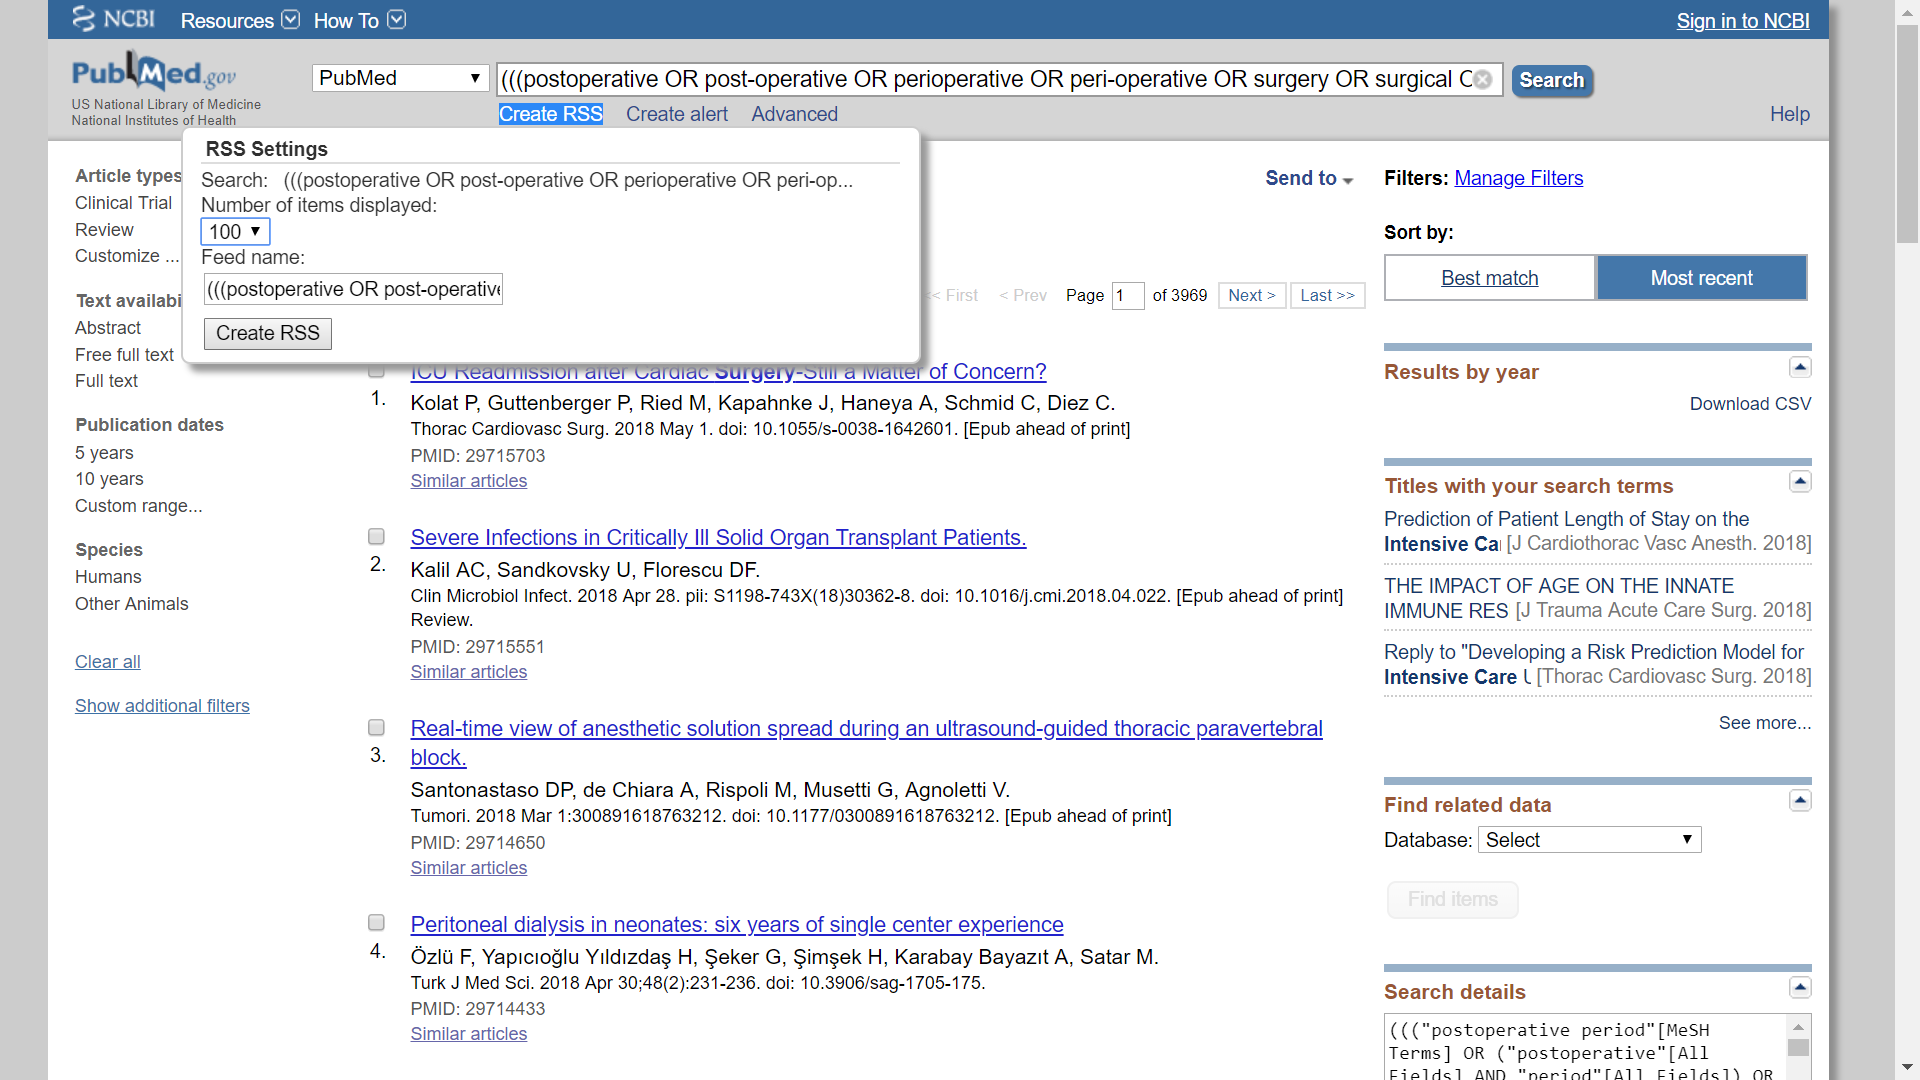 NCBI Resources How To Sign in to NCBI
PubMed.gov
US National Library of Medicine
National Institutes of Health
PubMed
(((postoperative OR post-operative OR perioperative OR peri-operative OR surgery OR surgical
Search
Create RSS Create alert Advanced
Help
RSS Settings
Search: (((postoperative OR post-operative OR perioperative OR peri-op...
Number of items displayed:
100
Feed name:
(((postoperative OR post-operative
Create RSS
Article types
Clinical Trial
Review
Customize ...
Text availabi
Abstract
Free full text
Full text
Publication dates
5 years
10 years
Custom range...
Species
Humans
Other Animals
Clear all
Show additional filters
Send to
<< First < Prev Page 1 of 3969 Next > Last >>
ICU Readmission after Cardiac Surgery-Still a Matter of Concern?
1. Kolat P, Guttenberger P, Ried M, Kapahnke J, Haneya A, Schmid C, Diez C.
Thorac Cardiovasc Surg. 2018 May 1. doi: 10.1055/s-0038-1642601. [Epub ahead of print]
PMID: 29715703
Similar articles
Severe Infections in Critically Ill Solid Organ Transplant Patients.
2. Kalil AC, Sandkovsky U, Florescu DF.
Clin Microbiol Infect. 2018 Apr 28. pii: S1198-743X(18)30362-8. doi: 10.1016/j.cmi.2018.04.022. [Epub ahead of print]
Review.
PMID: 29715551
Similar articles
Real-time view of anesthetic solution spread during an ultrasound-guided thoracic paravertebral
block.
3. Santonastaso DP, de Chiara A, Rispoli M, Musetti G, Agnoletti V.
Tumori. 2018 Mar 1:300891618763212. doi: 10.1177/0300891618763212. [Epub ahead of print]
PMID: 29714650
Similar articles
Peritoneal dialysis in neonates: six years of single center experience
4. Özlü F, Yapıcıoğlu Yıldızdaş H, Şeker G, Şimşek H, Karabay Bayazıt A, Satar M.
Turk J Med Sci. 2018 Apr 30;48(2):231-236. doi: 10.3906/sag-1705-175.
PMID: 29714433
Similar articles
Filters: Manage Filters
Sort by:
Best match Most recent
Results by year
Download CSV
Titles with your search terms
Prediction of Patient Length of Stay on the
Intensive Ca [J Cardiothorac Vasc Anesth. 2018]
THE IMPACT OF AGE ON THE INNATE
IMMUNE RES [J Trauma Acute Care Surg. 2018]
Reply to "Developing a Risk Prediction Model for
Intensive Care U [Thorac Cardiovasc Surg. 2018]
See more...
Find related data
Database: Select
Find items
Search details
((("postoperative period"[MeSH
Terms] OR ("postoperative"[All
Fields] AND "period"[All Fields]) OR